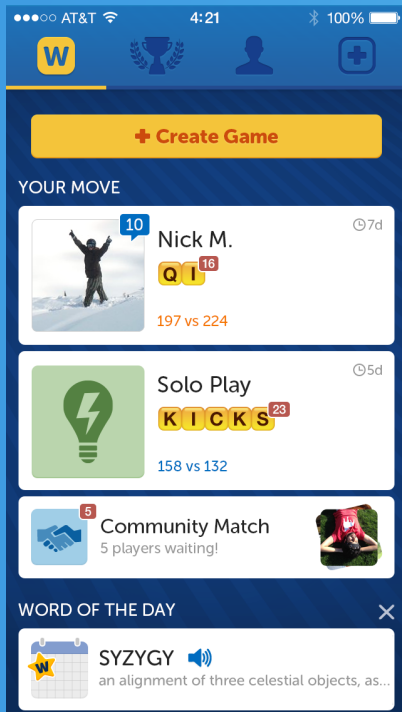 AT&T 4:21 100%
W
+ Create Game
YOUR MOVE
10
Nick M.
7d
QI 16
197 vs 224
Solo Play
5d
KICKS 23
158 vs 132
5
Community Match
5 players waiting!
WORD OF THE DAY
W
SYZYGY
an alignment of three celestial objects, as...